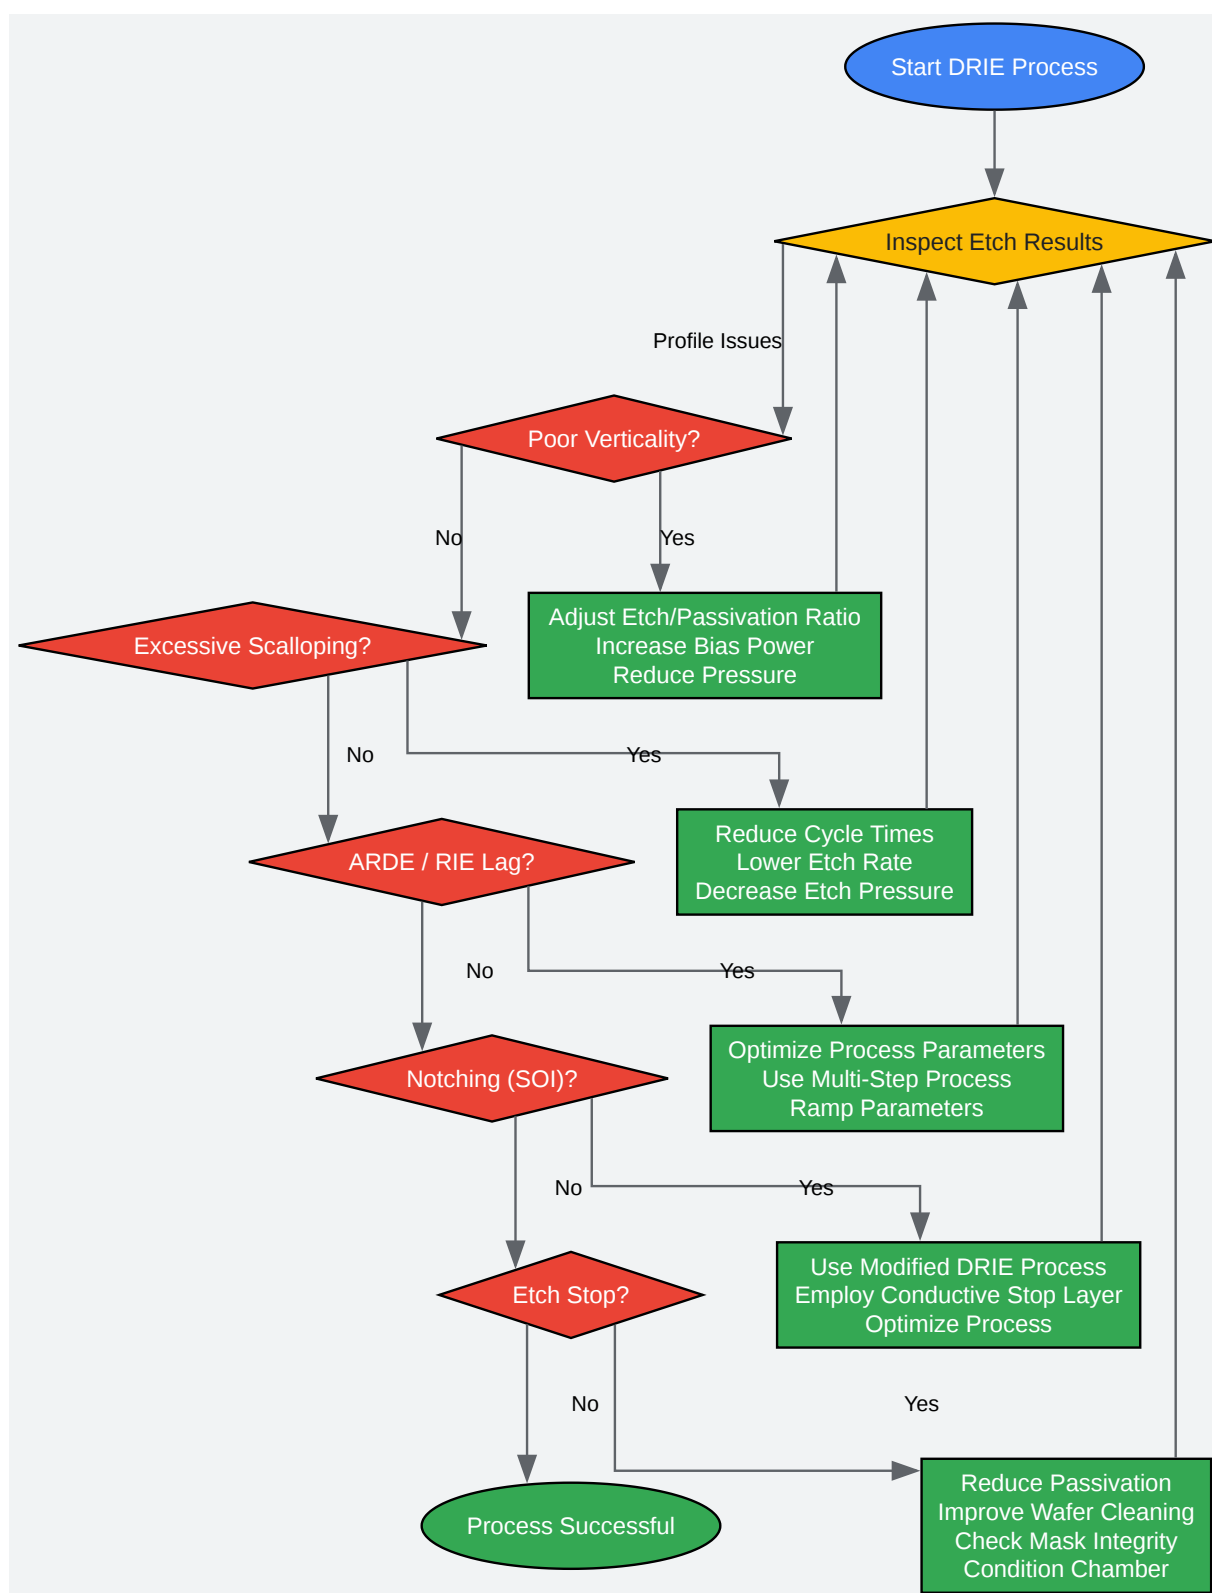 Start DRIE Process
Inspect Etch Results
Profile Issues
Poor Verticality?
No
Yes
Adjust Etch/Passivation Ratio
Increase Bias Power
Reduce Pressure
Excessive Scalloping?
No
Yes
Reduce Cycle Times
Lower Etch Rate
Decrease Etch Pressure
ARDE / RIE Lag?
No
Yes
Optimize Process Parameters
Use Multi-Step Process
Ramp Parameters
Notching (SOI)?
No
Yes
Use Modified DRIE Process
Employ Conductive Stop Layer
Optimize Process
Etch Stop?
No
Yes
Reduce Passivation
Improve Wafer Cleaning
Check Mask Integrity
Condition Chamber
Process Successful